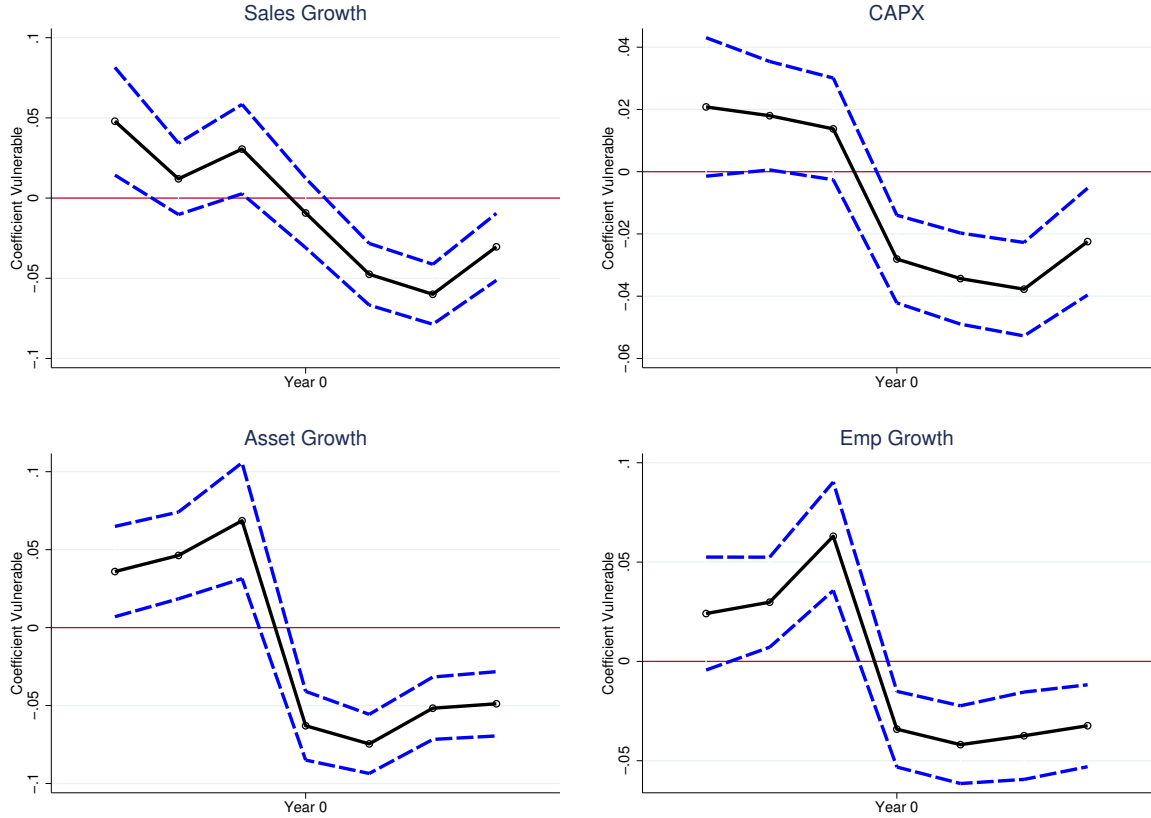 Sales Growth
Coefficient Vulnerable
.1
.05
0
−.05
−.1
Year 0
CAPX
Coefficient Vulnerable
.04
.02
0
−.02
−.04
−.06
Year 0
Asset Growth
Coefficient Vulnerable
.1
.05
0
−.05
−.1
Year 0
Emp Growth
Coefficient Vulnerable
.1
.05
0
−.05
Year 0